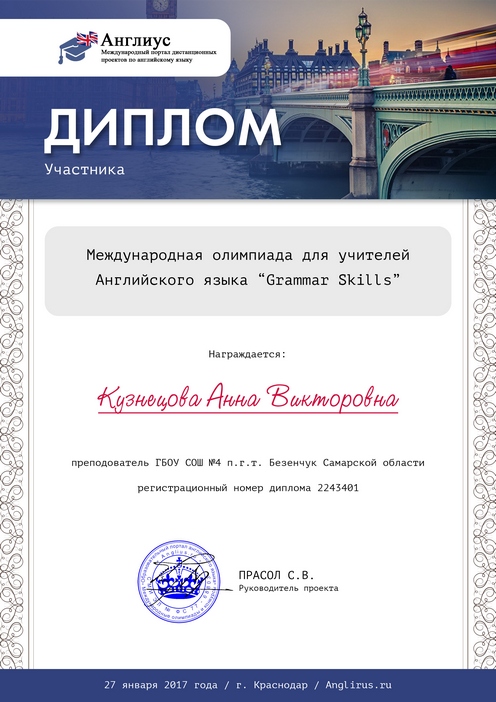 Англиус
Международный портал дистанционных
проектов по английскому языку
ДИПЛОМ
Участника
Международная олимпиада для учителей
Английского языка “Grammar Skills”
Награждается:
Кузнецова Анна Викторовна
преподователь ГБОУ СОШ №4 п.г.т. Безенчук Самарской области
регистрационный номер диплома 2243401
ПРАСОЛ С.В.
Руководитель проекта
27 января 2017 года / г. Краснодар / Anglirus.ru